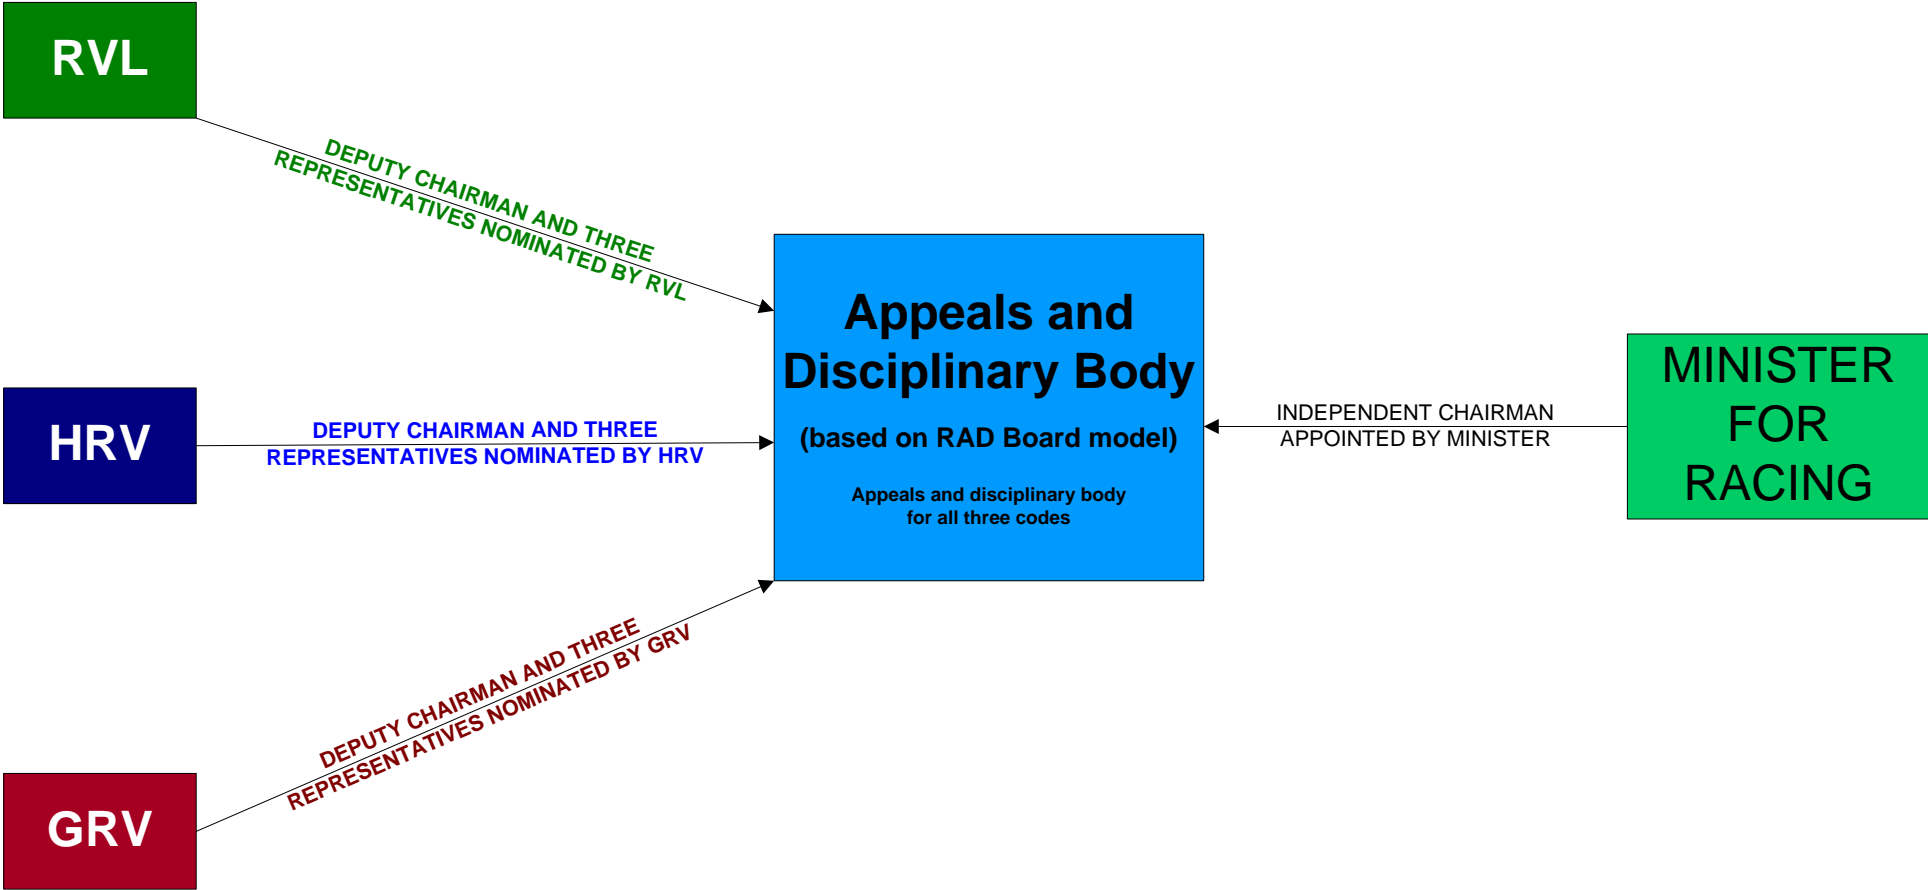 RVL
DEPUTY CHAIRMAN AND THREE
REPRESENTATIVES NOMINATED BY RVL
Appeals and
Disciplinary Body
(based on RAD Board model)
Appeals and disciplinary body
for all three codes
MINISTER
FOR
RACING
INDEPENDENT CHAIRMAN
APPOINTED BY MINISTER
HRV
DEPUTY CHAIRMAN AND THREE
REPRESENTATIVES NOMINATED BY HRV
DEPUTY CHAIRMAN AND THREE
REPRESENTATIVES NOMINATED BY GRV
GRV